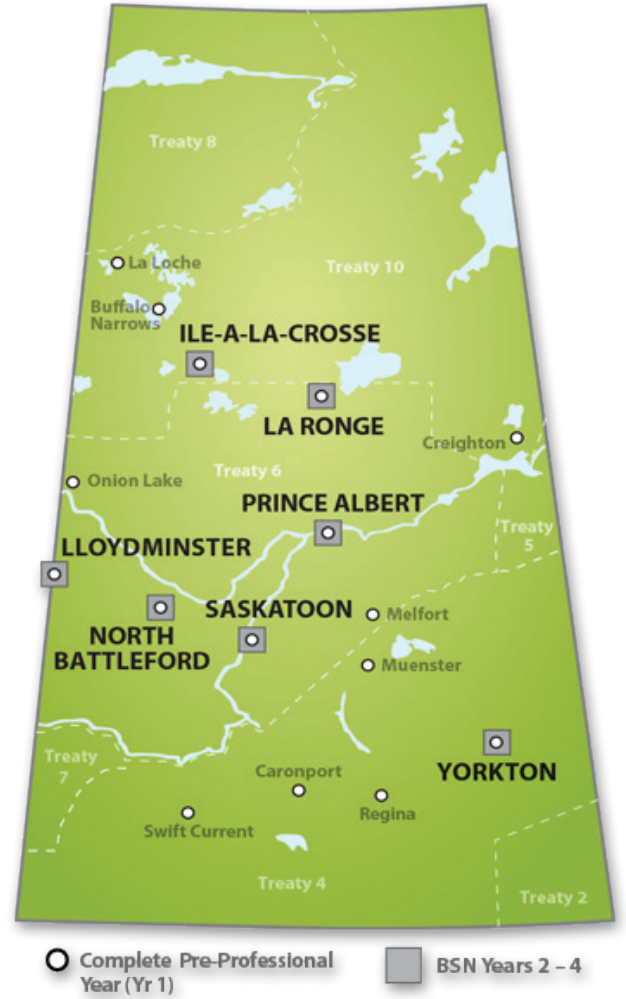 Treaty 8
La Loche
Treaty 10
Buffalo
Narrows
ILE-A-LA-CROSSE
LA RONGE
Creighton
Treaty 6
Onion Lake
PRINCE ALBERT
Treaty
5
LLOYDMINSTER
SASKATOON
Melfort
NORTH
BATTLEFORD
Muenster
Treaty
7
YORKTON
Caronport
Regina
Swift Current
Treaty 4
Treaty 2
Complete Pre-Professional
Year (Yr 1)
BSN Years 2 – 4